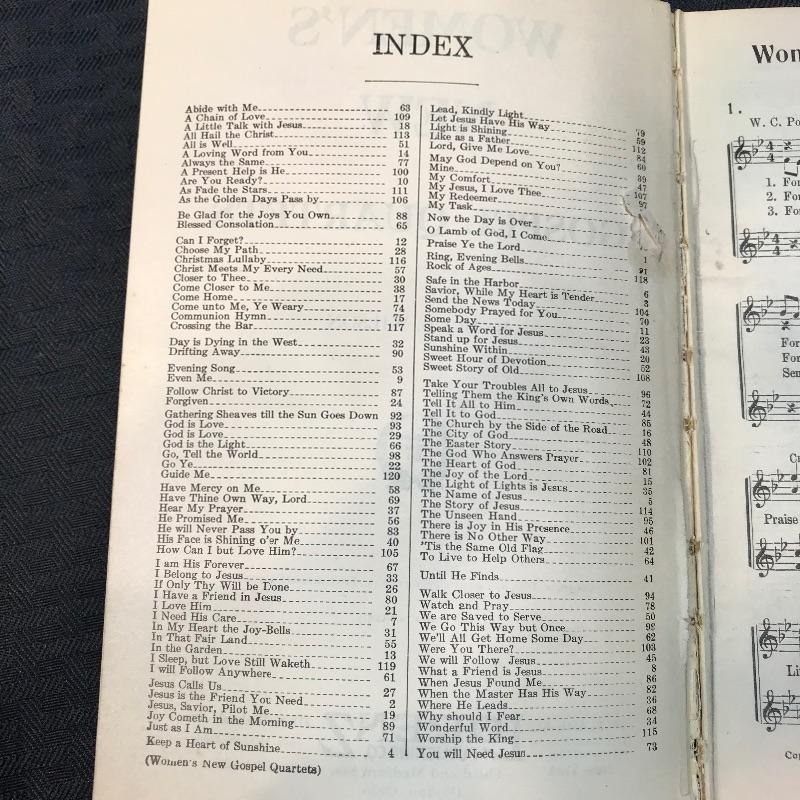 INDEX
Abide with Me 63
A Chain of Love 109
A Little Talk with Jesus 18
All Hail the Christ 113
All is Well 51
A Loving Word from You 14
Always the Same 77
A Present Help is He 100
Are You Ready? 10
As Fade the Stars 111
As the Golden Days Pass by 106
Be Glad for the Joys You Own 88
Blessed Consolation 65
Can I Forget? 12
Choose My Path 28
Christmas Lullaby 116
Christ Meets My Every Need 57
Closer to Thee 30
Come Closer to Me 38
Come Home 17
Come unto Me, Ye Weary 74
Communion Hymn 75
Crossing the Bar 117
Day is Dying in the West 32
Drifting Away 90
Evening Song 53
Even Me 9
Follow Christ to Victory 87
Forgiven 24
Gathering Sheaves till the Sun Goes Down 92
God is Love 93
God is Love 29
God is the Light 66
Go, Tell the World 98
Go Ye 22
Guide Me 120
Have Mercy on Me 58
Have Thine Own Way, Lord 69
Hear My Prayer 37
He Promised Me 56
He will Never Pass You by 83
His Face is Shining o'er Me 40
How Can I but Love Him? 105
I am His Forever 67
I Belong to Jesus 33
If Only Thy Will be Done 26
I Have a Friend in Jesus 80
I Love Him 21
I Need His Care 7
In My Heart the Joy-Bells 31
In That Fair Land 55
In the Garden 13
I Sleep, but Love Still Waketh 119
I will Follow Anywhere 61
Jesus Calls Us 27
Jesus is the Friend You Need 2
Jesus, Savior, Pilot Me 19
Joy Cometh in the Morning 89
Just as I Am 71
Keep a Heart of Sunshine 4
(Women's New Gospel Quartets)
Lead, Kindly Light
Let Jesus Have His Way 79
Light is Shining 59
Like as a Father 112
Lord, Give Me Love 84
May God Depend on You? 60
Mine 39
My Comfort 47
My Jesus, I Love Thee 107
My Redeemer 97
My Task
Now the Day is Over
O Lamb of God, I Come
Praise Ye the Lord 1
Ring, Evening Bells 91
Rock of Ages 118
Safe in the Harbor 6
Savior, While My Heart is Tender 3
Send the News Today 104
Somebody Prayed for You 70
Some Day 11
Speak a Word for Jesus 23
Stand up for Jesus 43
Sunshine Within 20
Sweet Hour of Devotion 52
Sweet Story of Old 108
Take Your Troubles All to Jesus 96
Telling Them the King's Own Words 72
Tell It All to Him 44
Tell It to God 85
The Church by the Side of the Road 16
The City of God 48
The Easter Story 110
The God Who Answers Prayer 102
The Heart of God 81
The Joy of the Lord 15
The Light of Lights is Jesus 35
The Name of Jesus 5
The Story of Jesus 114
The Unseen Hand 95
There is Joy in His Presence 46
There is No Other Way 101
'Tis the Same Old Flag 42
To Live to Help Others 64
Until He Finds 41
Walk Closer to Jesus 94
Watch and Pray 78
We are Saved to Serve 50
We Go This Way but Once 99
We'll All Get Home Some Day 62
Were You There? 103
We will Follow Jesus 45
What a Friend is Jesus 8
When Jesus Found Me 86
When the Master Has His Way 82
Where He Leads 36
Why should I Fear 68
Wonderful Word 34
Worship the King 115
You will Need Jesus 73
Wom
1.
W. C. Po
1. For
2. For
3. Fo
For
For
Sen
Praise
Li
Cop